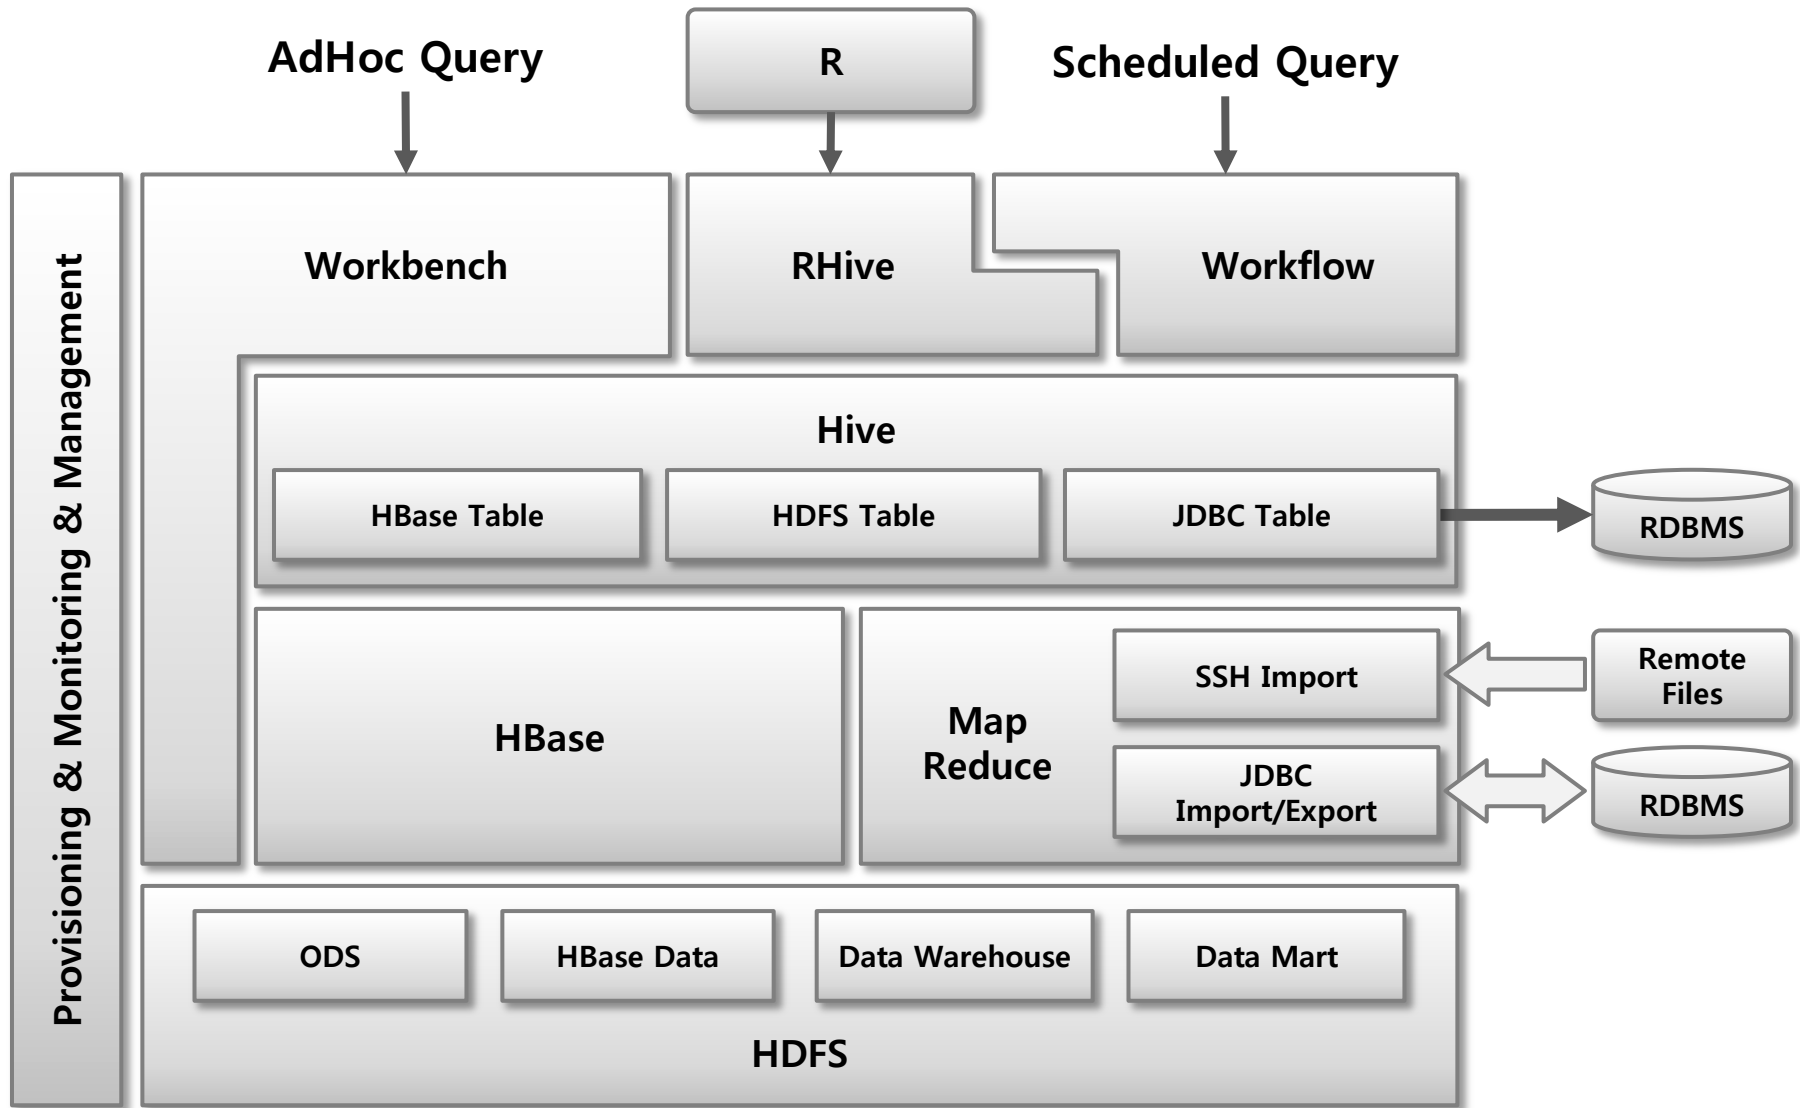 AdHoc Query
R
Scheduled Query
Provisioning & Monitoring & Management
Workbench
RHive
Workflow
Hive
HBase Table
HDFS Table
JDBC Table
RDBMS
HBase
Map
Reduce
SSH Import
Remote
Files
JDBC
Import/Export
RDBMS
ODS
HBase Data
Data Warehouse
Data Mart
HDFS